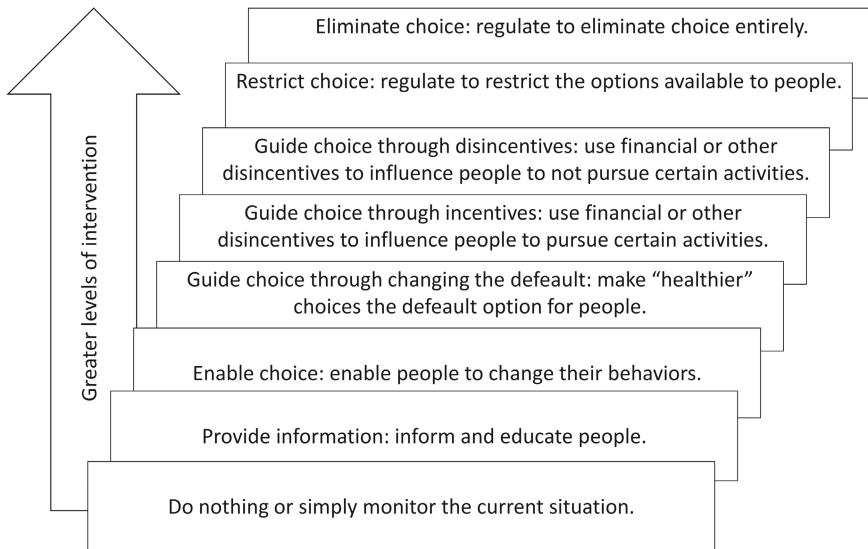 Eliminate choice: regulate to eliminate choice entirely.
Restrict choice: regulate to restrict the options available to people.
Guide choice through disincentives: use financial or other
disincentives to influence people to not pursue certain activities.
Guide choice through incentives: use financial or other
disincentives to influence people to pursue certain activities.
Guide choice through changing the defeault: make “healthier”
choices the defeault option for people.
Enable choice: enable people to change their behaviors.
Provide information: inform and educate people.
Do nothing or simply monitor the current situation.
Greater levels of intervention